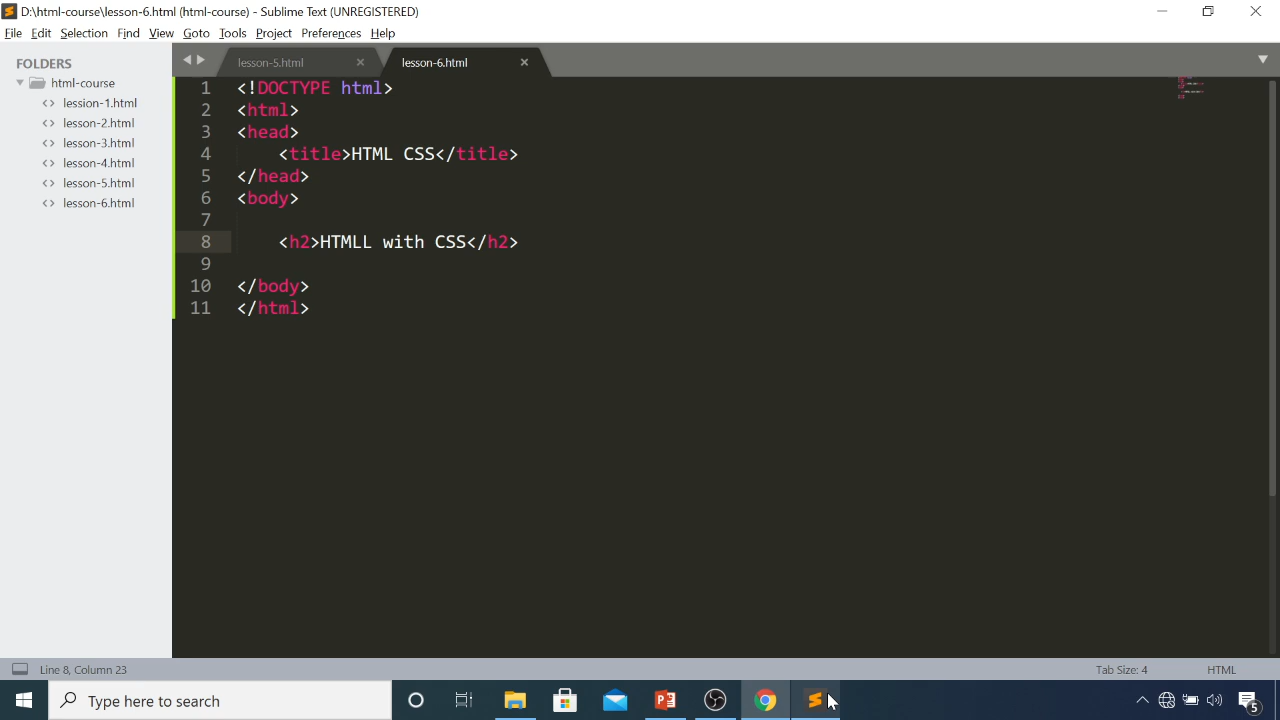 D:\html-course\lesson-6.html (html-course) - Sublime Text (UNREGISTERED)
File Edit Selection Find View Goto Tools Project Preferences Help
FOLDERS
html-course
<> lession-1.html
<> lesson-2.html
<> lesson-3.html
<> lesson-4.html
<> lesson-5.html
<> lesson-6.html
lesson-5.html
lesson-6.html
1 <!DOCTYPE html>
2 <html>
3 <head>
4     <title>HTML CSS</title>
5 </head>
6 <body>
7
8     <h2>HTMLL with CSS</h2>
9
10 </body>
11 </html>
Line 8, Column 23
Tab Size: 4
HTML
Type here to search
5